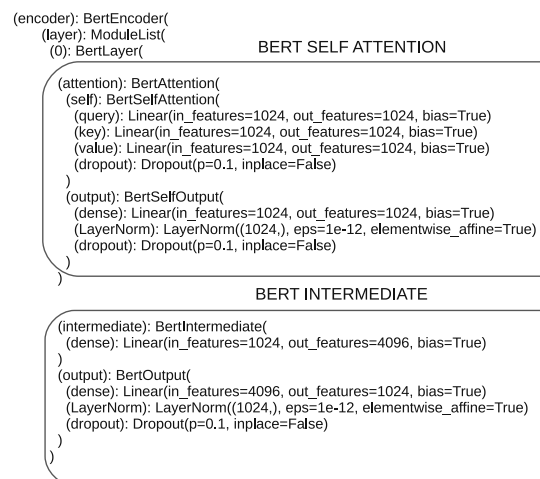 (encoder): BertEncoder(
(layer): ModuleList(
(0): BertLayer(
BERT SELF ATTENTION
(attention): BertAttention(
(self): BertSelfAttention(
(query): Linear(in_features=1024, out_features=1024, bias=True)
(key): Linear(in_features=1024, out_features=1024, bias=True)
(value): Linear(in_features=1024, out_features=1024, bias=True)
(dropout): Dropout(p=0.1, inplace=False)
)
(output): BertSelfOutput(
(dense): Linear(in_features=1024, out_features=1024, bias=True)
(LayerNorm): LayerNorm((1024,), eps=1e-12, elementwise_affine=True)
(dropout): Dropout(p=0.1, inplace=False)
)
)
BERT INTERMEDIATE
(intermediate): BertIntermediate(
(dense): Linear(in_features=1024, out_features=4096, bias=True)
)
(output): BertOutput(
(dense): Linear(in_features=4096, out_features=1024, bias=True)
(LayerNorm): LayerNorm((1024,), eps=1e-12, elementwise_affine=True)
(dropout): Dropout(p=0.1, inplace=False)
)
)